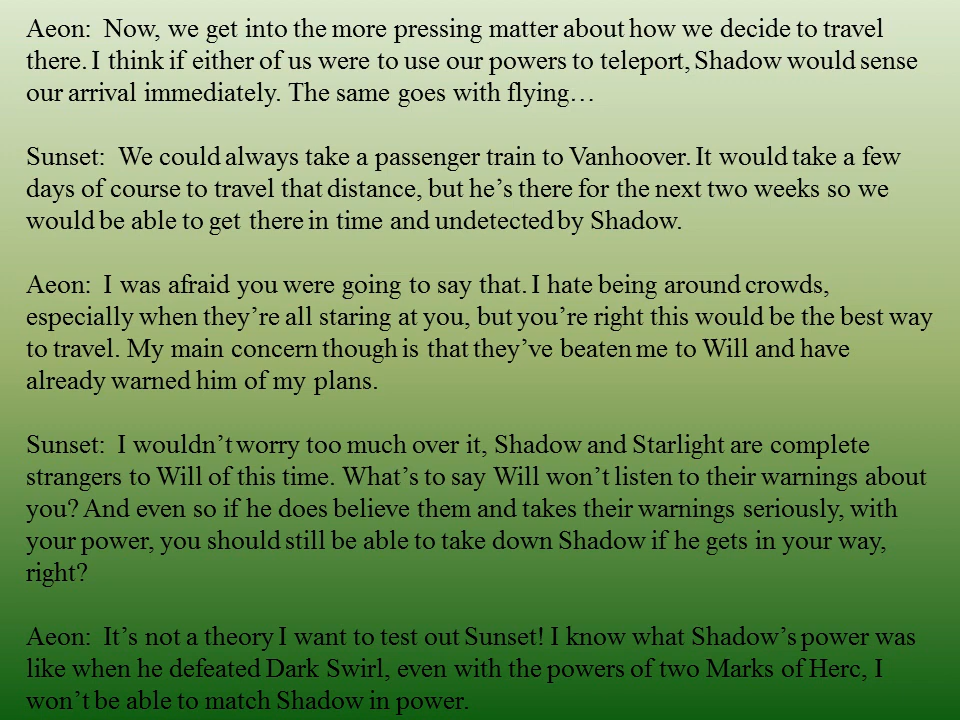 Aeon:  Now, we get into the more pressing matter about how we decide to travel
there. I think if either of us were to use our powers to teleport, Shadow would sense
our arrival immediately. The same goes with flying…
Sunset:  We could always take a passenger train to Vanhoover. It would take a few
days of course to travel that distance, but he’s there for the next two weeks so we
would be able to get there in time and undetected by Shadow.
Aeon:  I was afraid you were going to say that. I hate being around crowds,
especially when they’re all staring at you, but you’re right this would be the best way
to travel. My main concern though is that they’ve beaten me to Will and have
already warned him of my plans.
Sunset:  I wouldn’t worry too much over it, Shadow and Starlight are complete
strangers to Will of this time. What’s to say Will won’t listen to their warnings about
you? And even so if he does believe them and takes their warnings seriously, with
your power, you should still be able to take down Shadow if he gets in your way,
right?
Aeon:  It’s not a theory I want to test out Sunset! I know what Shadow’s power was
like when he defeated Dark Swirl, even with the powers of two Marks of Herc, I
won’t be able to match Shadow in power.